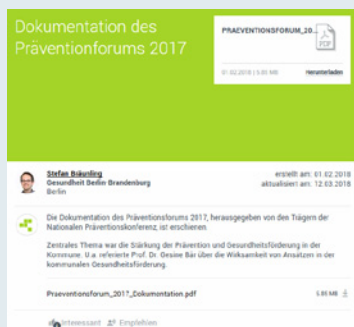 Dokumentation des
Präventionforums 2017
PRAEVENTIONSFORUM_20...
PDF
01.02.2018 | 5.85 MB
Herunterladen
Stefan Bräunling
Gesundheit Berlin-Brandenburg
Berlin
erstellt am: 01.02.2018
aktualisiert am: 12.03.2018
Die Dokumentation des Präventionsforums 2017, herausgegeben von den Trägern der
Nationalen Präventionskonferenz, ist erschienen.
Zentrales Thema war die Stärkung der Prävention und Gesundheitsförderung in der
Kommune. U.a. referierte Prof. Dr. Gesine Bär über die Wirksamkeit von Ansätzen in der
kommunalen Gesundheitsförderung.
Praeventionsforum_2017_Dokumentation.pdf
5.85 MB
Interessant
Empfehlen